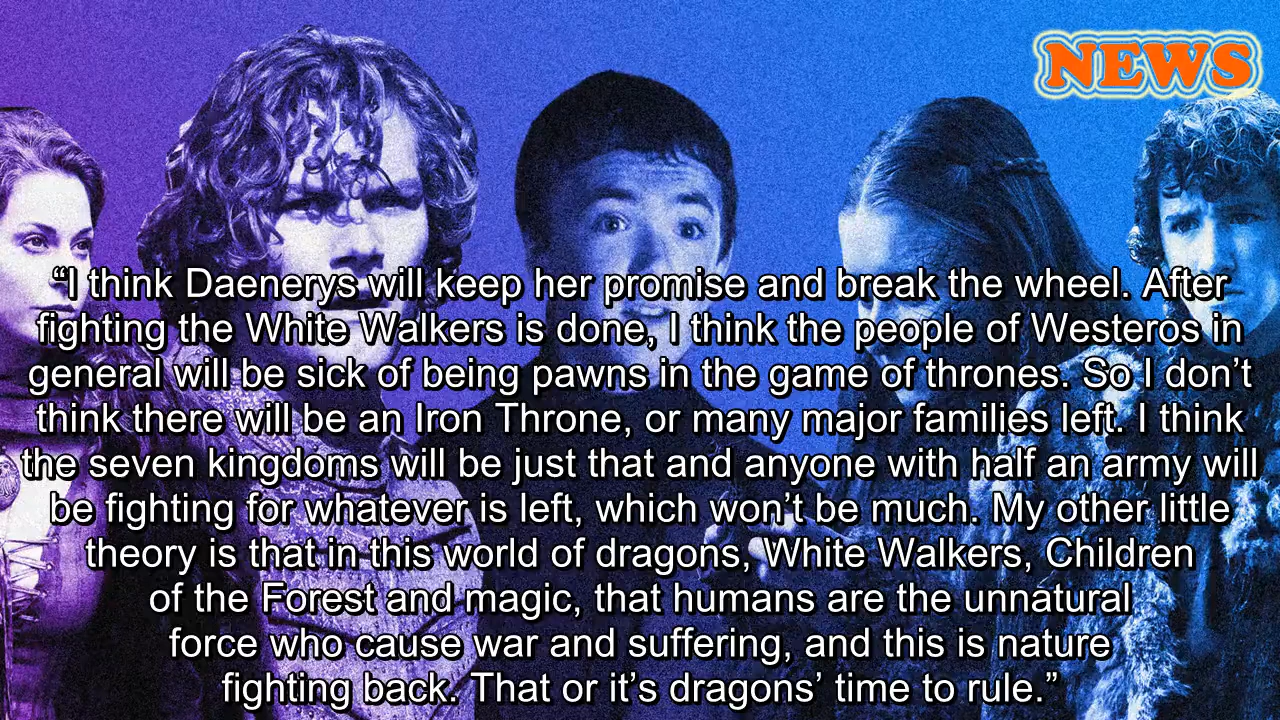 NEWS
“I think Daenerys will keep her promise and break the wheel. After
fighting the White Walkers is done, I think the people of Westeros in
general will be sick of being pawns in the game of thrones. So I don’t
think there will be an Iron Throne, or many major families left. I think
the seven kingdoms will be just that and anyone with half an army will
be fighting for whatever is left, which won’t be much. My other little
theory is that in this world of dragons, White Walkers, Children
of the Forest and magic, that humans are the unnatural
force who cause war and suffering, and this is nature
fighting back. That or it’s dragons’ time to rule.”